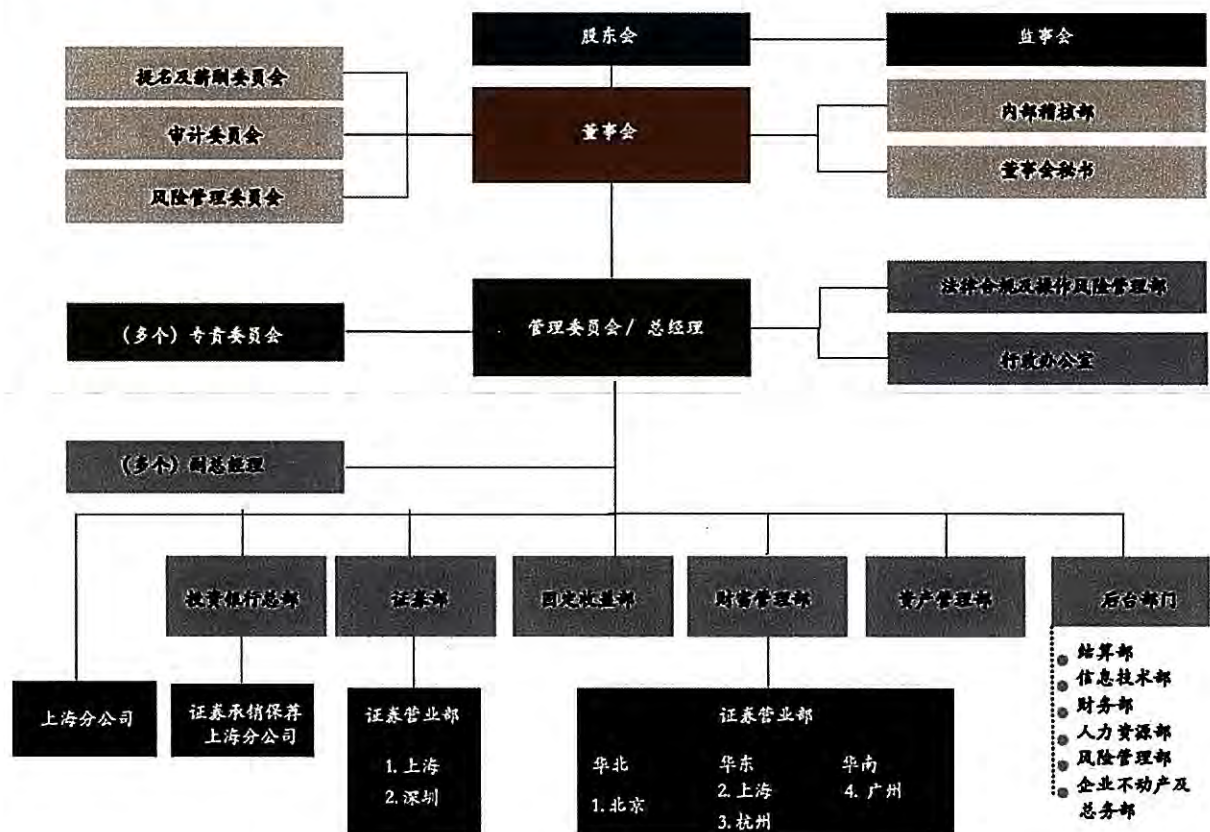 股东会
监事会
提名及薪酬委员会
审计委员会
风险管理委员会
董事会
内部稽核部
董事会秘书
(多个) 专责委员会
管理委员会 / 总经理
法律合规及操作风险管理部
行政办公室
(多个) 副总经理
投资银行总部
证券部
固定收益部
财富管理部
资产管理部
后台部门
上海分公司
证券承销保荐
上海分公司
证券营业部
1. 上海
2. 深圳
证券营业部
华北
1. 北京
华东
2. 上海
3. 杭州
华南
4. 广州
结算部
信息技术部
财务部
人力资源部
风险管理部
企业不动产及
总务部